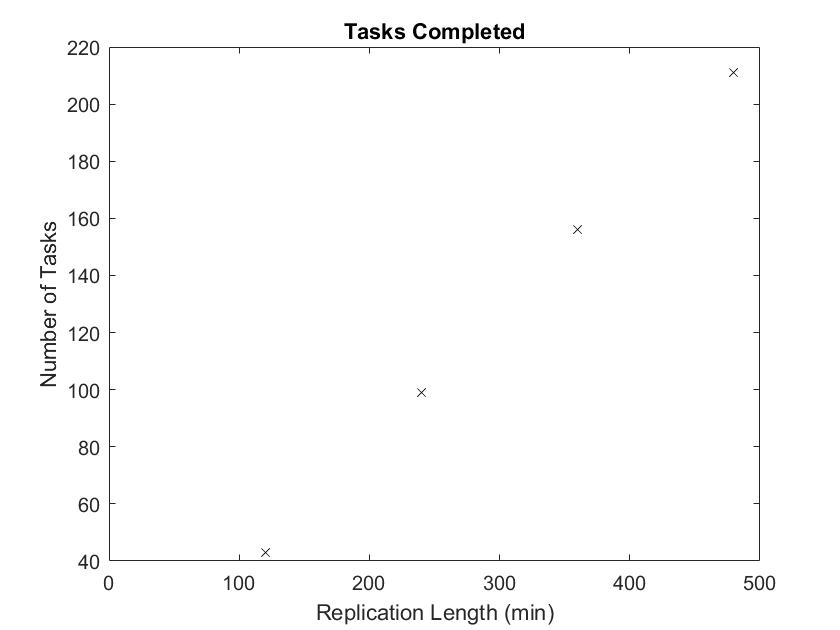 Tasks Completed
220
200
180
160
140
120
100
80
60
40
Number of Tasks
0 100 200 300 400 500
Replication Length (min)